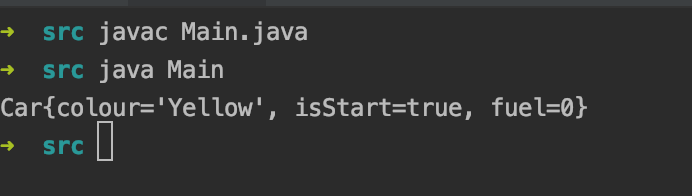 ➜ src javac Main.java
➜ src java Main
Car{colour='Yellow', isStart=true, fuel=0}
➜ src